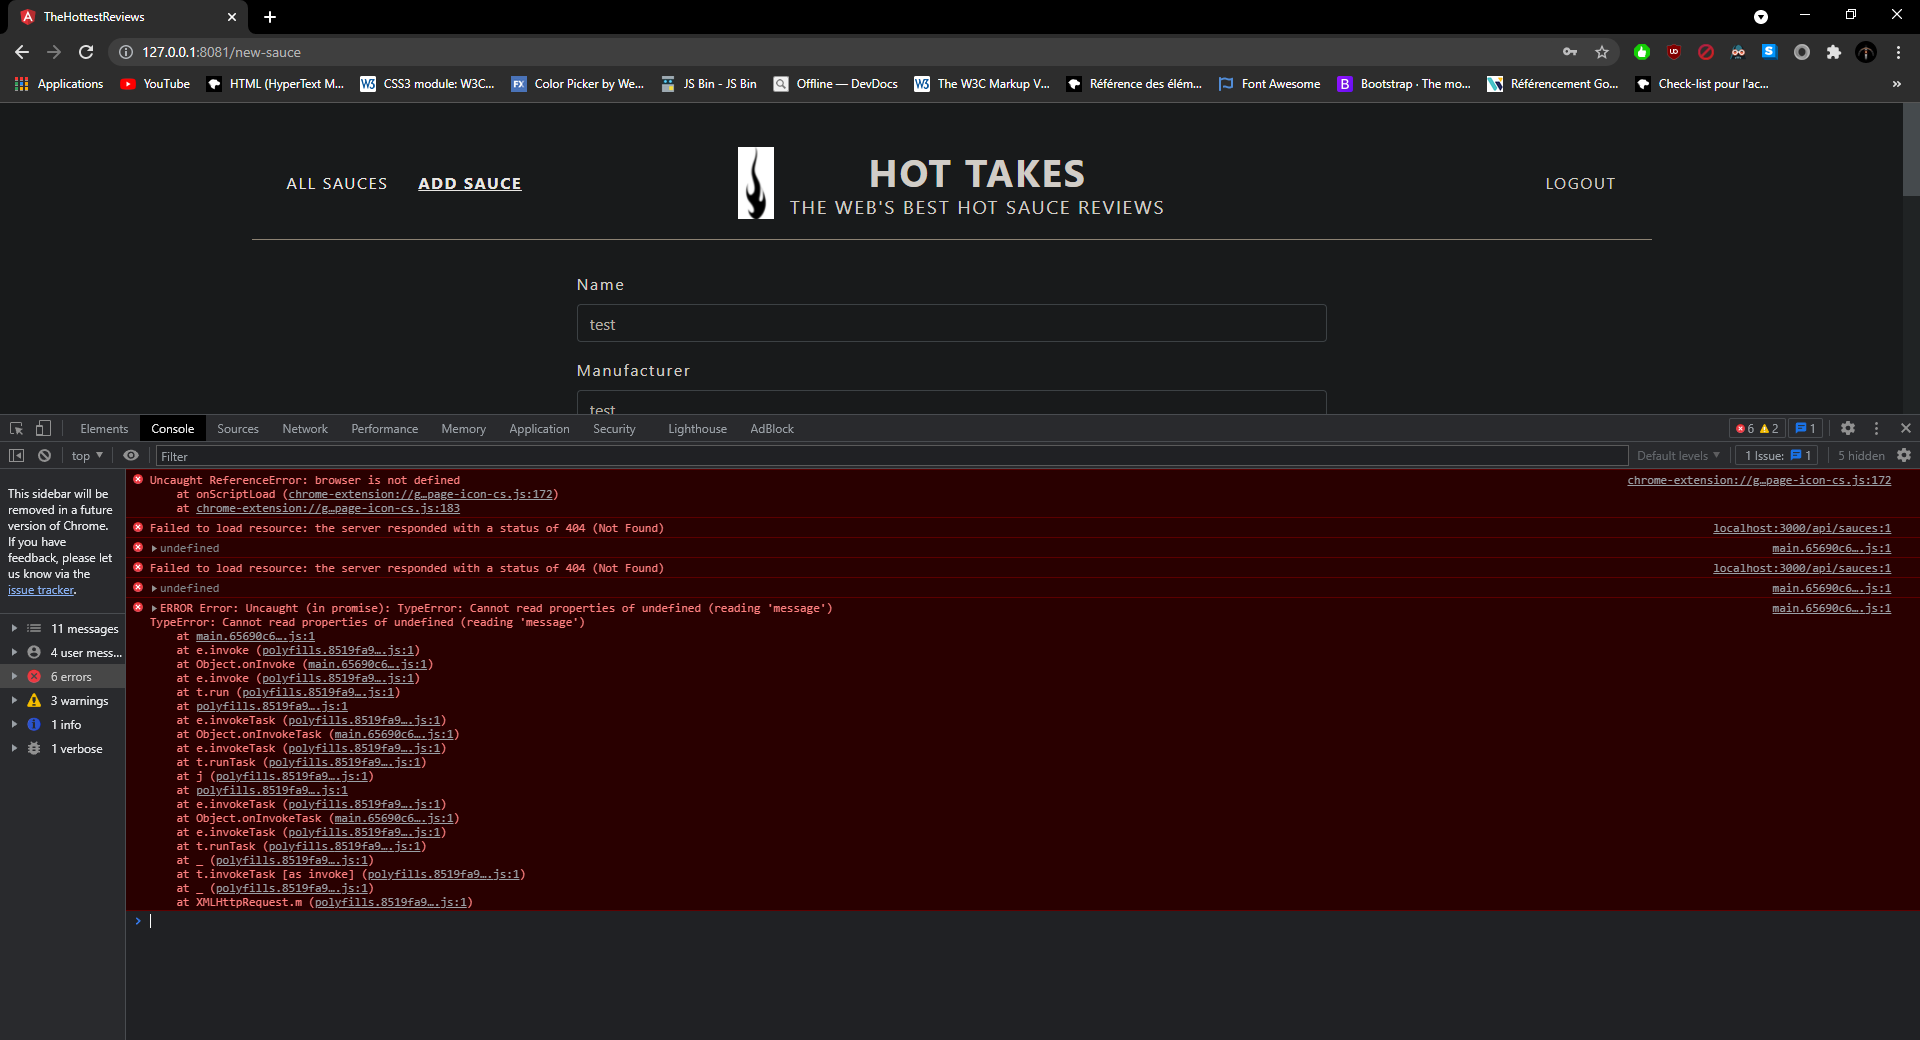 TheHottestReviews
127.0.0.1:8081/new-sauce
Applications
YouTube
HTML (HyperText M...
CSS3 module: W3C...
Color Picker by We...
JS Bin - JS Bin
Offline — DevDocs
The W3C Markup V...
Référence des élém...
Font Awesome
Bootstrap · The mo...
Référencement Go...
Check-list pour l'ac...
»
ALL SAUCES
ADD SAUCE
HOT TAKES
THE WEB'S BEST HOT SAUCE REVIEWS
LOGOUT
Name
test
Manufacturer
test
Elements
Console
Sources
Network
Performance
Memory
Application
Security
Lighthouse
AdBlock
6
2
1
top
Filter
Default levels
1 Issue:
1
5 hidden
This sidebar will be
removed in a future
version of Chrome.
If you have
feedback, please let
us know via the
issue tracker.
11 messages
4 user mess...
6 errors
3 warnings
1 info
1 verbose
Uncaught ReferenceError: browser is not defined chrome-extension://g…page-icon-cs.js:172
at onScriptLoad (chrome-extension://g…page-icon-cs.js:172)
at chrome-extension://g…page-icon-cs.js:183
Failed to load resource: the server responded with a status of 404 (Not Found) localhost:3000/api/sauces:1
undefined main.65690c6….js:1
Failed to load resource: the server responded with a status of 404 (Not Found) localhost:3000/api/sauces:1
undefined main.65690c6….js:1
ERROR Error: Uncaught (in promise): TypeError: Cannot read properties of undefined (reading 'message') main.65690c6….js:1
TypeError: Cannot read properties of undefined (reading 'message')
at main.65690c6….js:1
at e.invoke (polyfills.8519fa9….js:1)
at Object.onInvoke (main.65690c6….js:1)
at e.invoke (polyfills.8519fa9….js:1)
at t.run (polyfills.8519fa9….js:1)
at polyfills.8519fa9….js:1
at e.invokeTask (polyfills.8519fa9….js:1)
at Object.onInvokeTask (main.65690c6….js:1)
at e.invokeTask (polyfills.8519fa9….js:1)
at t.runTask (polyfills.8519fa9….js:1)
at j (polyfills.8519fa9….js:1)
at polyfills.8519fa9….js:1
at e.invokeTask (polyfills.8519fa9….js:1)
at Object.onInvokeTask (main.65690c6….js:1)
at e.invokeTask (polyfills.8519fa9….js:1)
at t.runTask (polyfills.8519fa9….js:1)
at _ (polyfills.8519fa9….js:1)
at t.invokeTask [as invoke] (polyfills.8519fa9….js:1)
at _ (polyfills.8519fa9….js:1)
at XMLHttpRequest.m (polyfills.8519fa9….js:1)